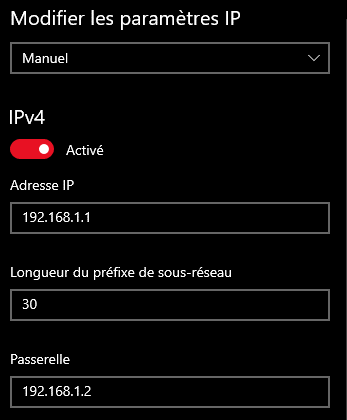 Modifier les paramètres IP
Manuel
IPv4
Activé
Adresse IP
192.168.1.1
Longueur du préfixe de sous-réseau
30
Passerelle
192.168.1.2